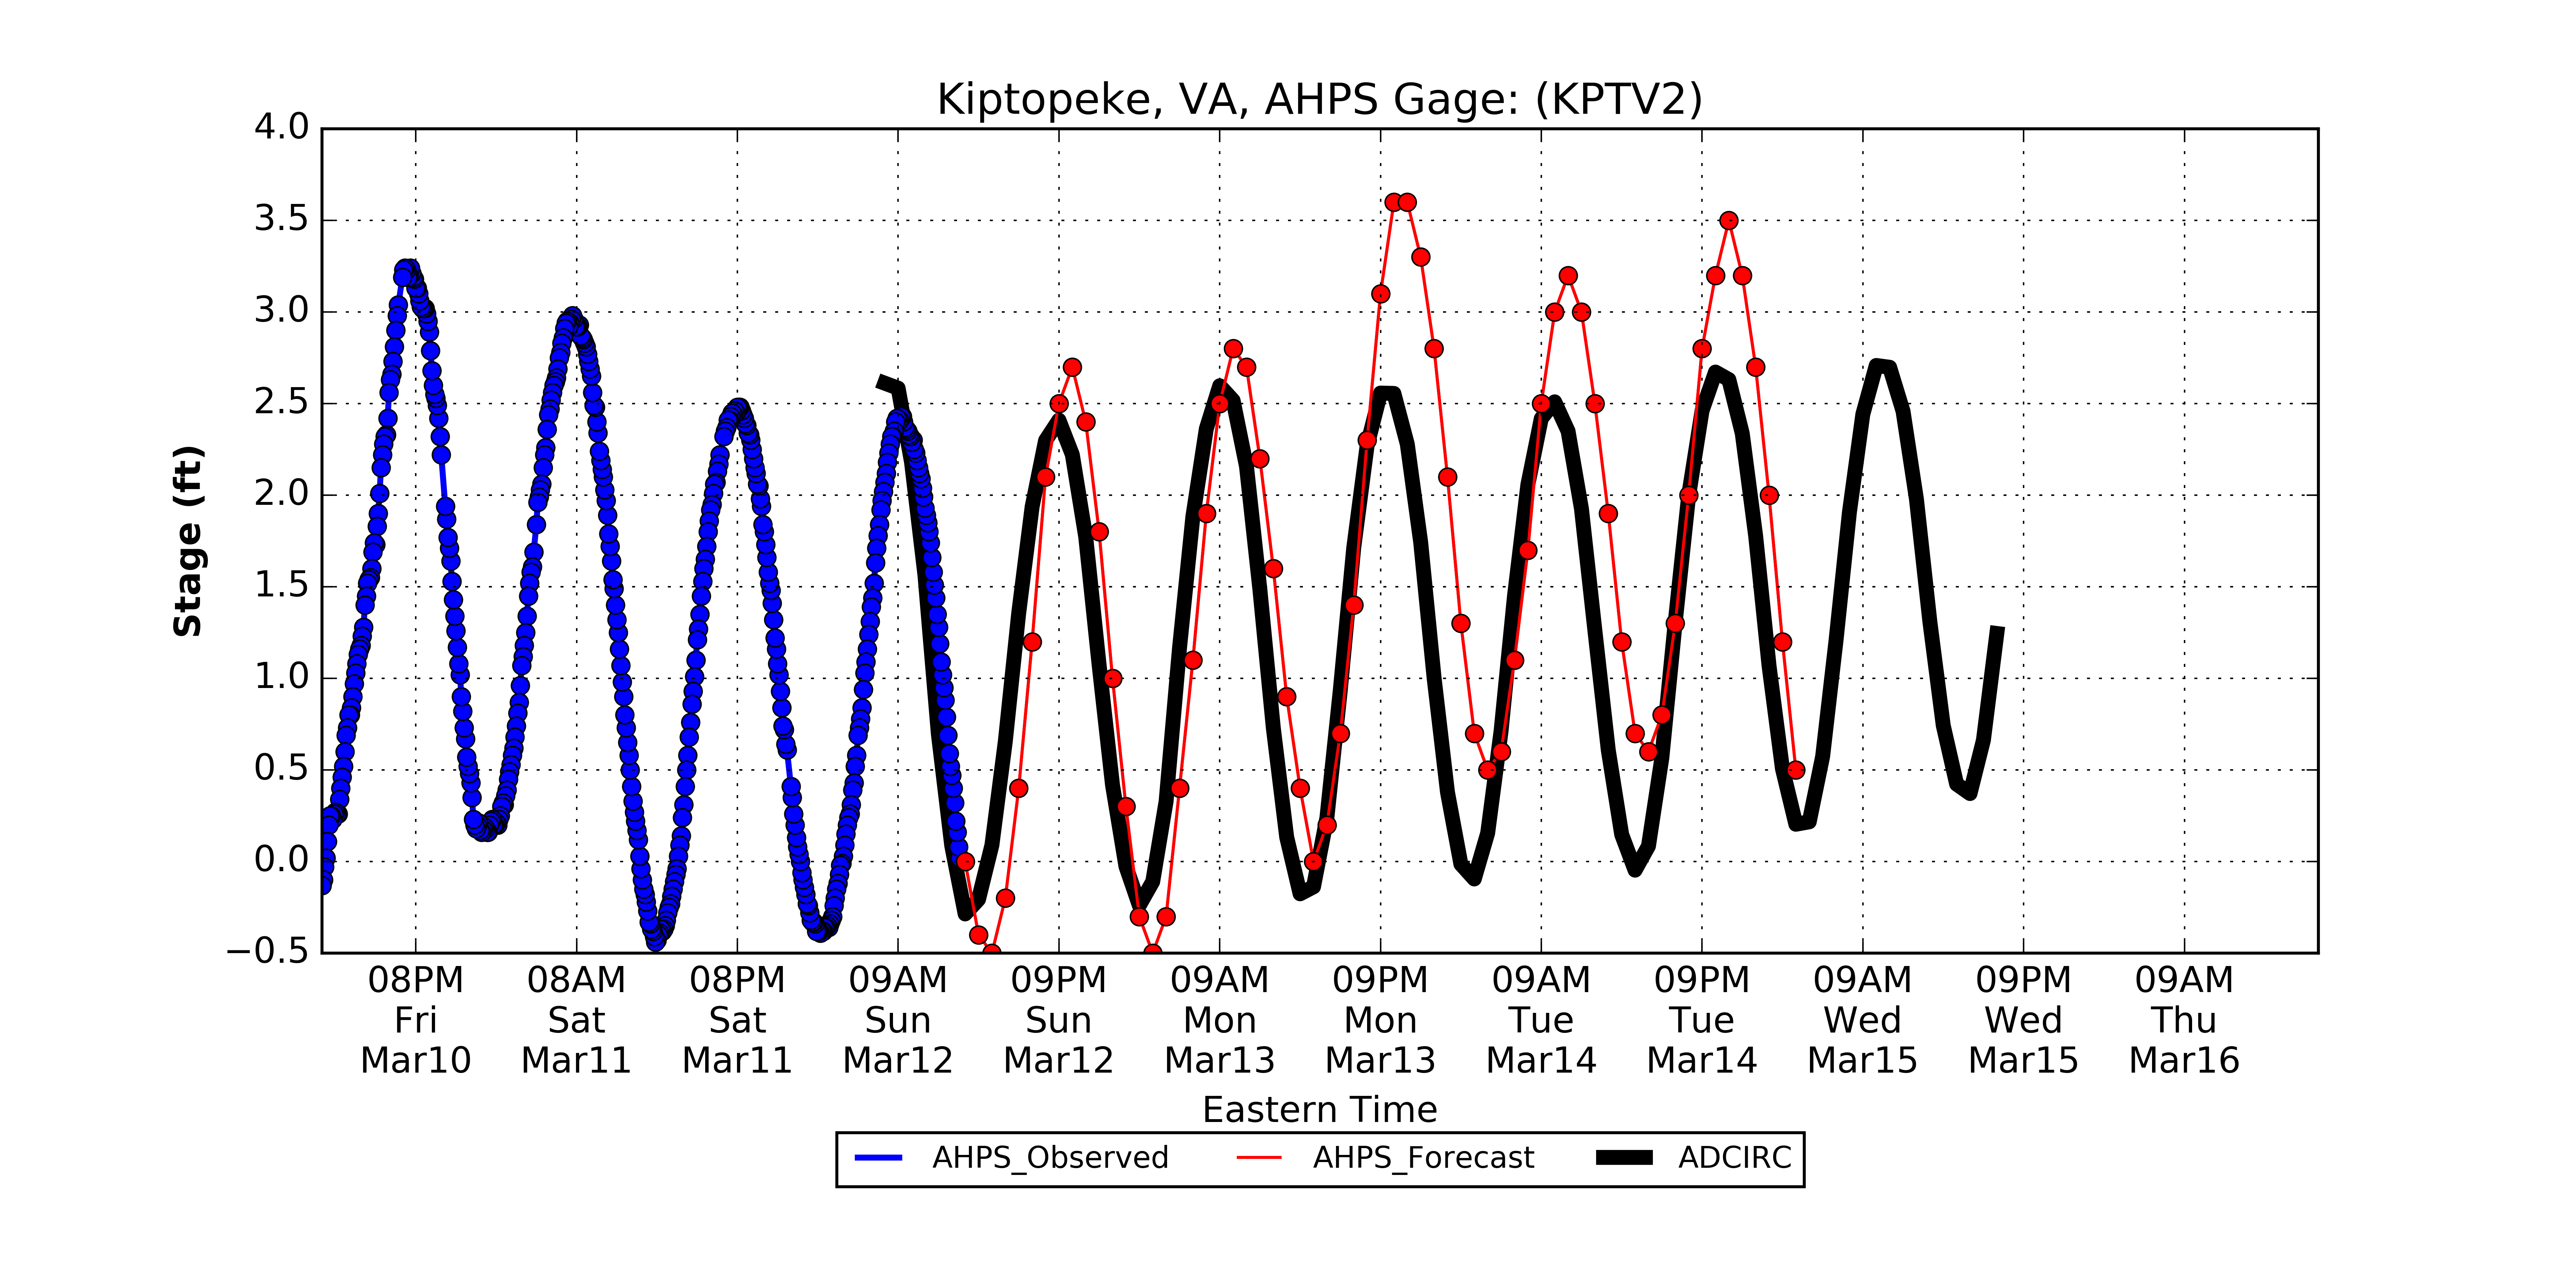 Kiptopeke, VA, AHPS Gage: (KPTV2)
4.0
3.5
3.0
2.5
2.0
1.5
1.0
0.5
0.0
−0.5
Stage (ft)
08PM 08AM 08PM 09AM 09PM 09AM 09PM 09AM 09PM 09AM 09PM 09AM
Fri Sat Sat Sun Sun Mon Mon Tue Tue Wed Wed Thu
Mar10 Mar11 Mar11 Mar12 Mar12 Mar13 Mar13 Mar14 Mar14 Mar15 Mar15 Mar16
Eastern Time
AHPS_Observed AHPS_Forecast ADCIRC